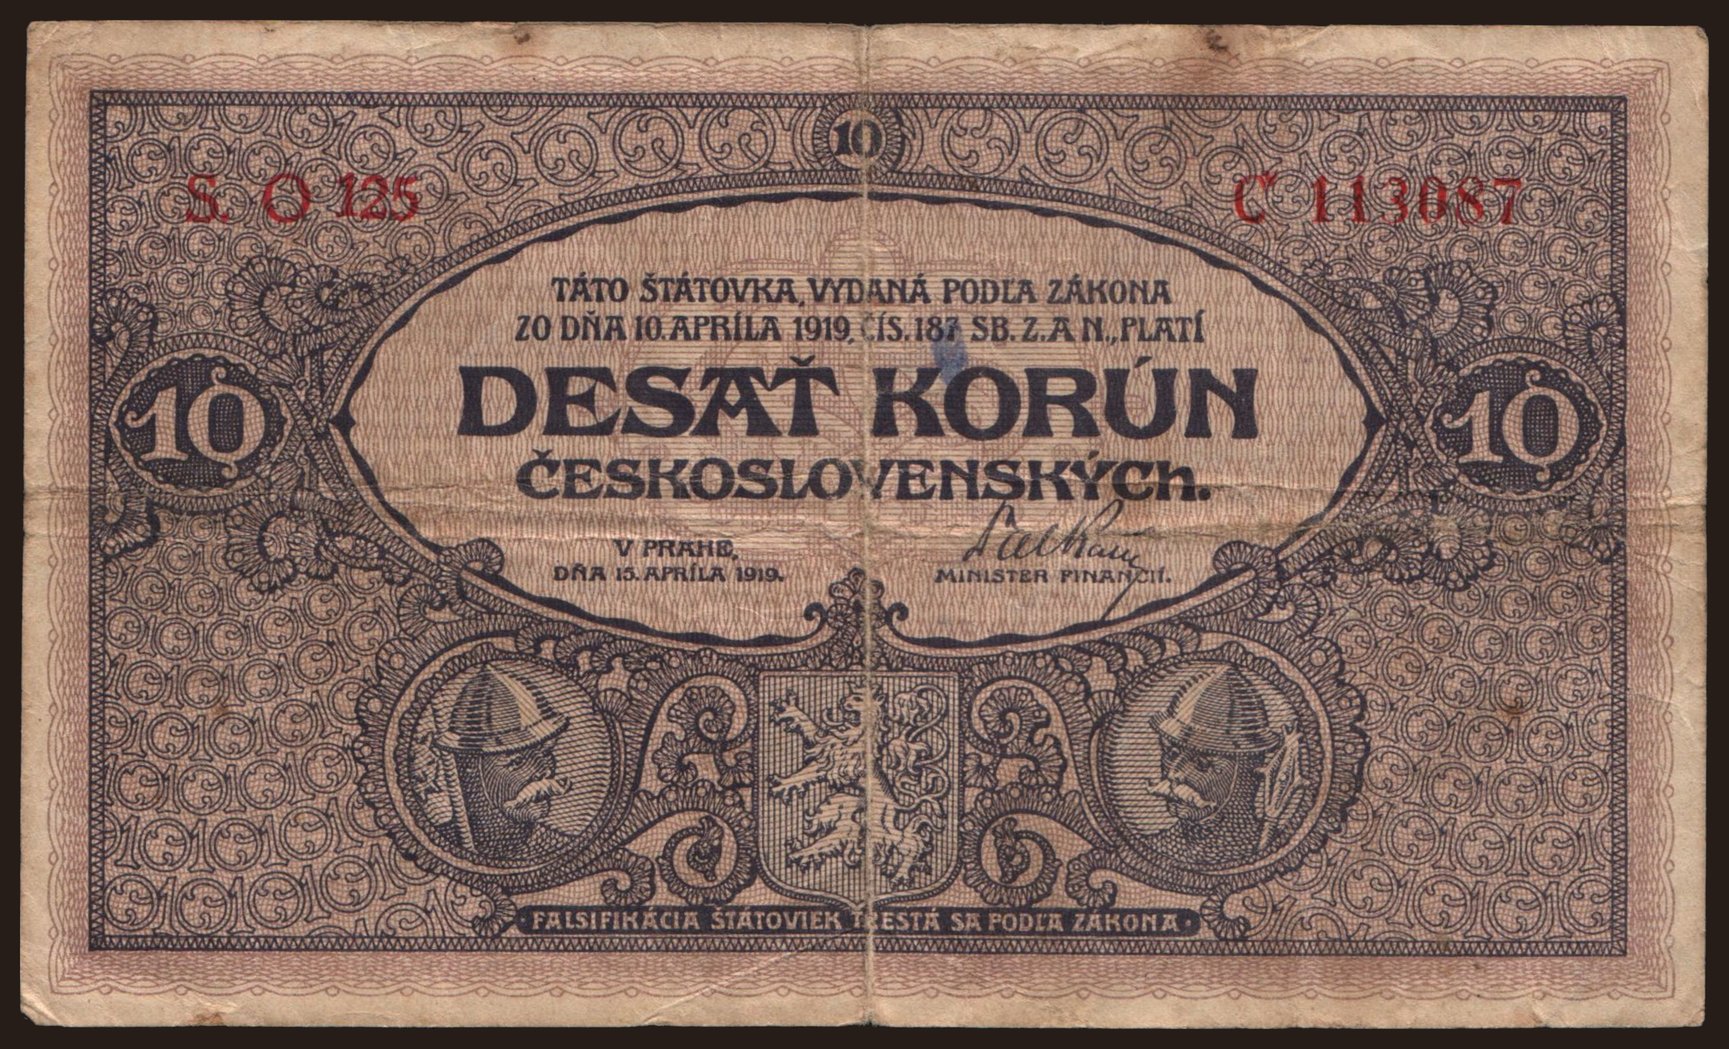 10
S. O 125
C 113087
TÁTO ŠTÁTOVKA, VYDANÁ PODĽA ZÁKONA
ZO DŇA 10. APRÍLA 1919, ČÍS. 187 SB. Z. A N., PLATÍ
10
DESAŤ KORÚN
10
ČESKOSLOVENSKÝCH.
V PRAHE,
DŇA 15. APRÍLA 1919.
MINISTER FINANCIÍ.
· FALSIFIKÁCIA ŠTÁTOVIEK TRESTÁ SA PODĽA ZÁKONA ·